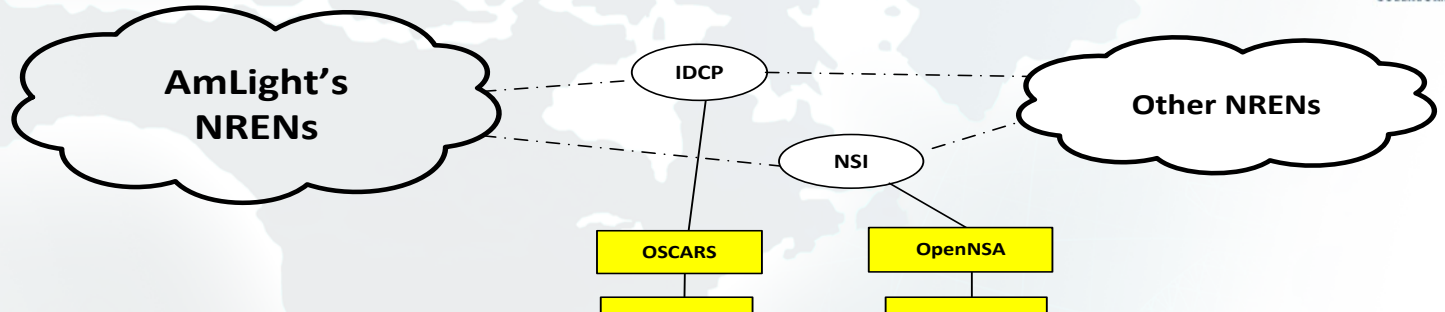 AmLight's
NRENs
IDCP
Other NRENs
NSI
OSCARS
OpenNSA